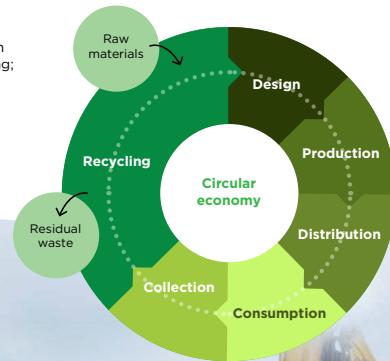 Raw
materials
Design
Production
Recycling
Circular
economy
Residual
waste
Distribution
Collection
Consumption